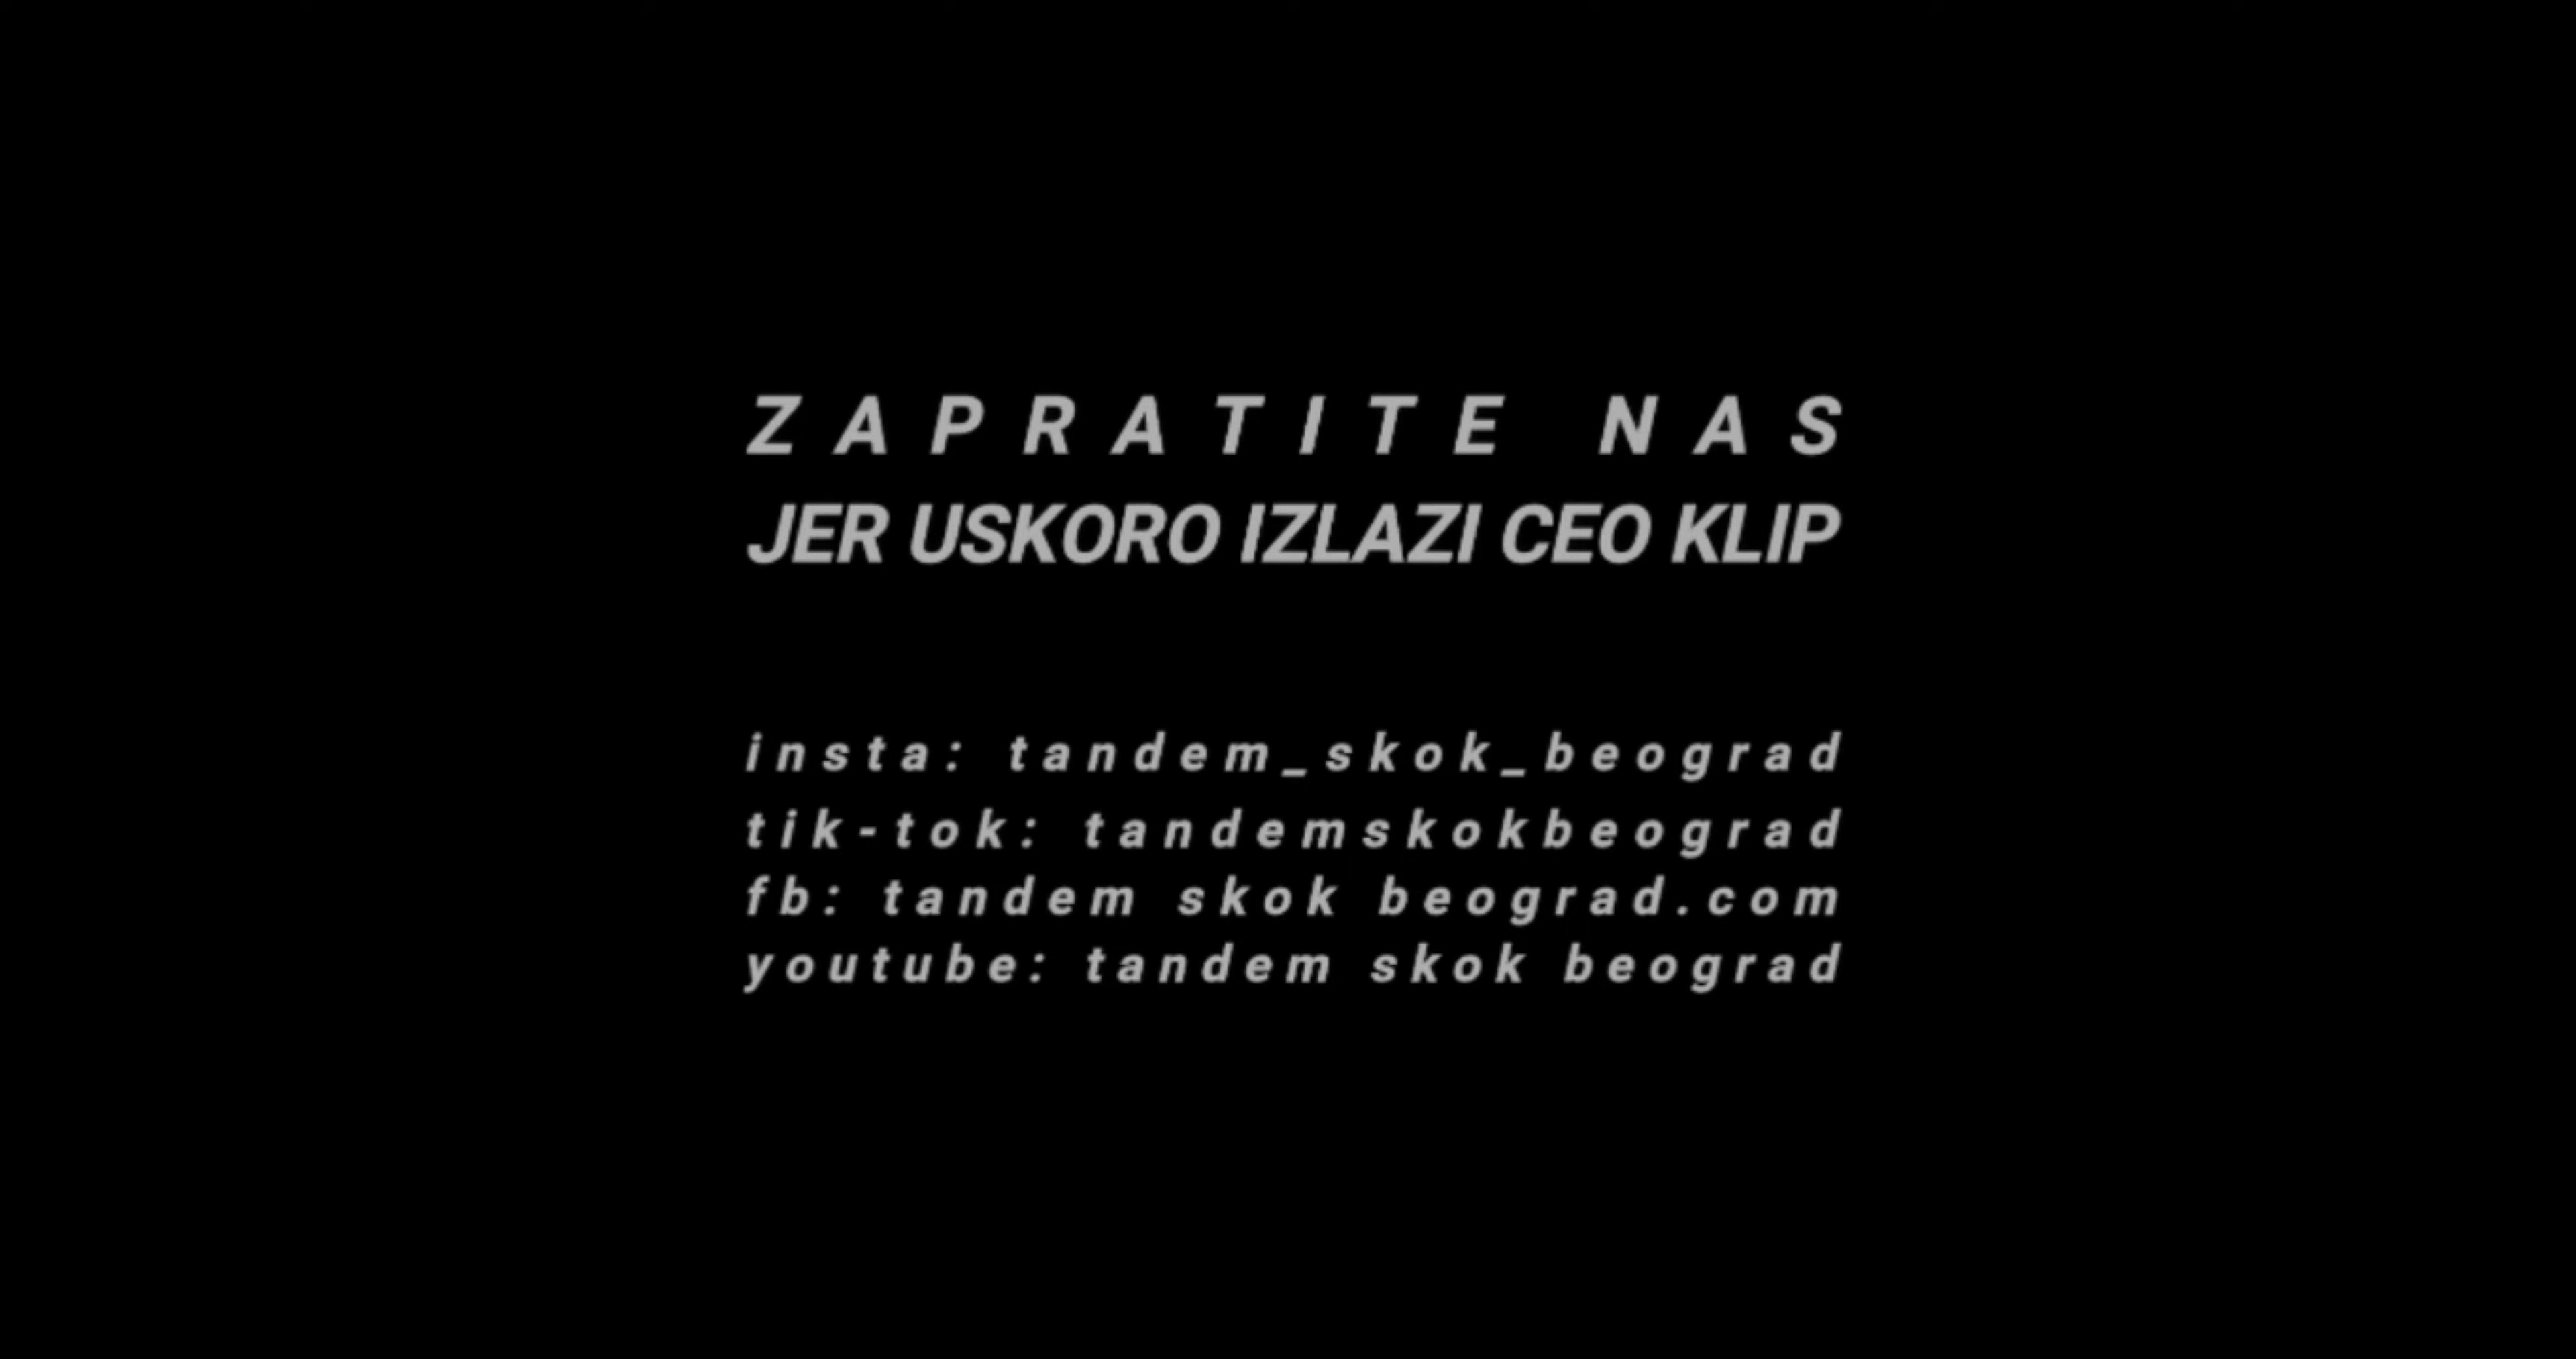 ZAPRATITE NAS
JER USKORO IZLAZI CEO KLIP
insta: tandem_skok_beograd
tik-tok: tandemskokbeograd
fb: tandem skok beograd.com
youtube: tandem skok beograd